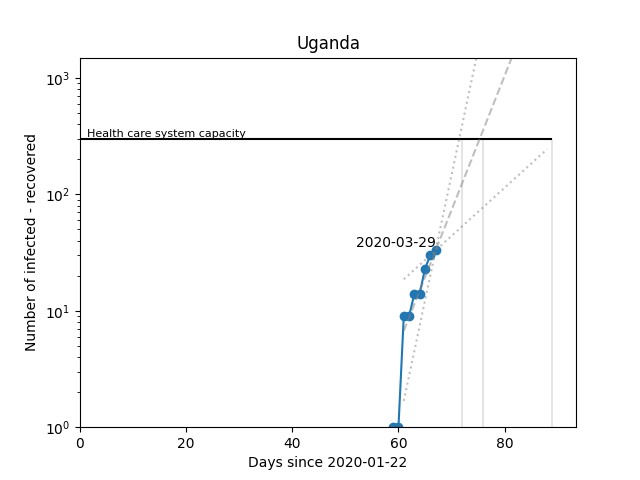 Uganda
Number of infected - recovered
10³
Health care system capacity
10²
2020-03-29
10¹
10⁰
0 20 40 60 80
Days since 2020-01-22